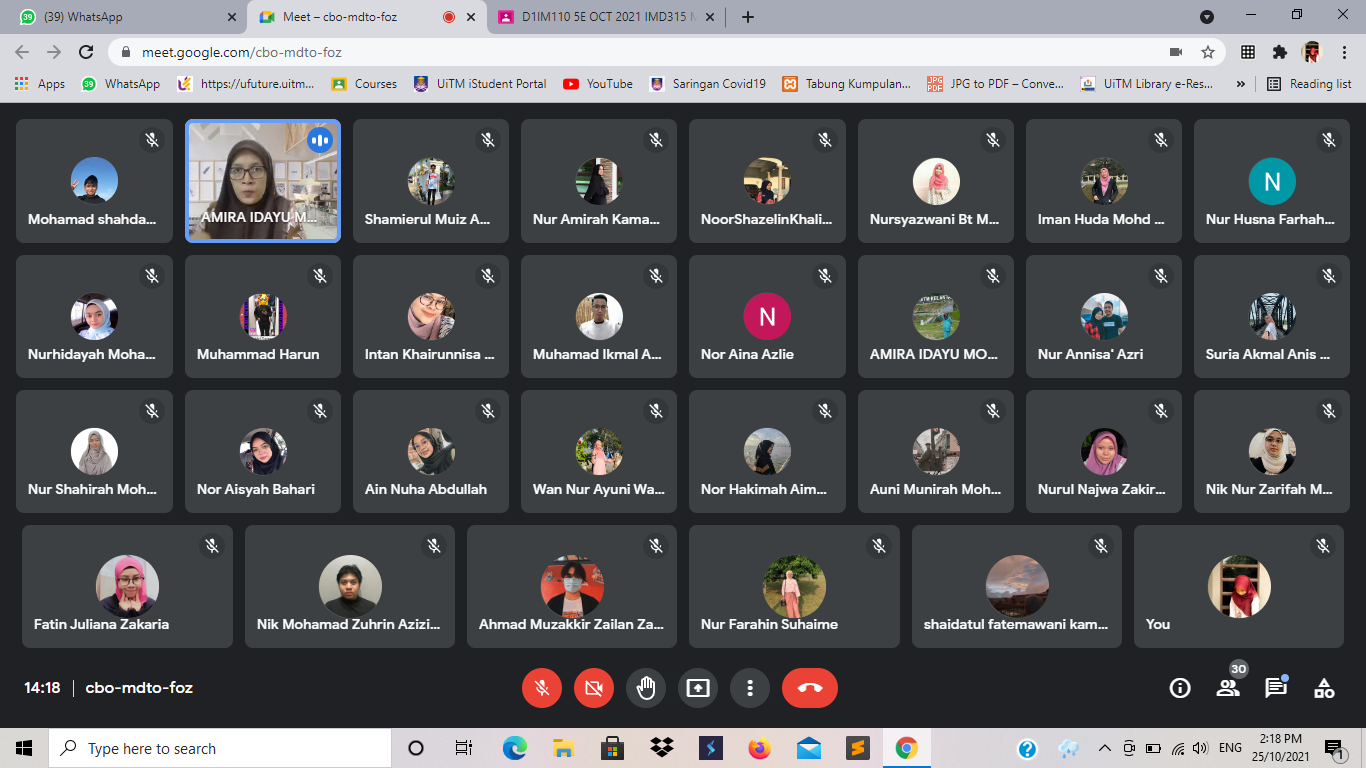 (39) WhatsApp
Meet – cbo-mdto-foz
D1IM110 5E OCT 2021 IMD315
meet.google.com/cbo-mdto-foz
Apps
39
WhatsApp
https://ufuture.uitm...
Courses
UiTM iStudent Portal
YouTube
Saringan Covid19
Tabung Kumpulan...
JPG to PDF – Conve...
UiTM Library e-Res...
Reading list
Mohamad shahda...
AMIRA IDAYU M...
Shamierul Muiz A...
Nur Amirah Kama...
NoorShazelinKhali...
Nursyazwani Bt M...
Iman Huda Mohd ...
N
Nur Husna Farhah...
Nurhidayah Moha...
Muhammad Harun
Intan Khairunnisa ...
Muhamad Ikmal A...
N
Nor Aina Azlie
AMIRA IDAYU MO...
Nur Annisa' Azri
Suria Akmal Anis ...
Nur Shahirah Moh...
Nor Aisyah Bahari
Ain Nuha Abdullah
Wan Nur Ayuni Wa...
Nor Hakimah Aim...
Auni Munirah Moh...
Nurul Najwa Zakir...
Nik Nur Zarifah M...
Fatin Juliana Zakaria
Nik Mohamad Zuhrin Azizi...
Ahmad Muzakkir Zailan Za...
Nur Farahin Suhaime
shaidatul fatemawani kam...
You
14:18 | cbo-mdto-foz
30
Type here to search
ENG
2:18 PM
25/10/2021
1